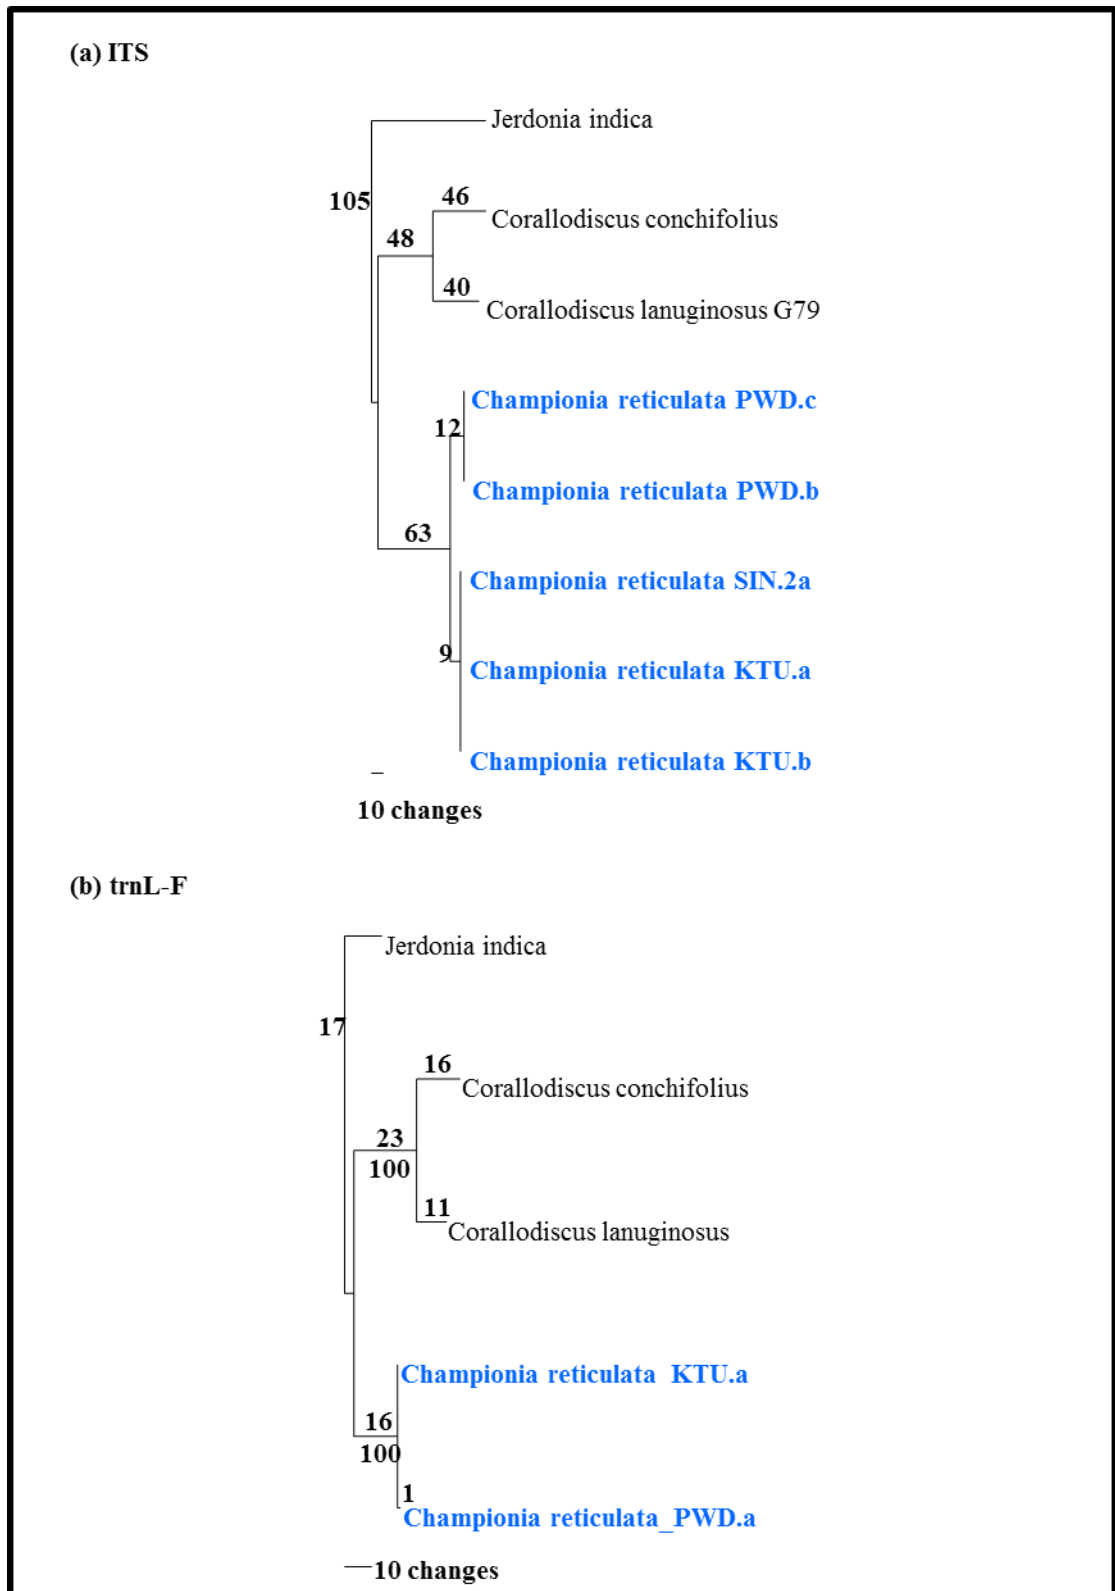 (a) ITS
Jerdonia indica
105
46
Corallodiscus conchifolius
48
40
Corallodiscus lanuginosus G79
Championia reticulata PWD.c
12
Championia reticulata PWD.b
63
Championia reticulata SIN.2a
9
Championia reticulata KTU.a
Championia reticulata KTU.b
10 changes
(b) trnL-F
Jerdonia indica
17
16
Corallodiscus conchifolius
23
100
11
Corallodiscus lanuginosus
Championia reticulata_KTU.a
16
100
1
Championia reticulata_PWD.a
10 changes